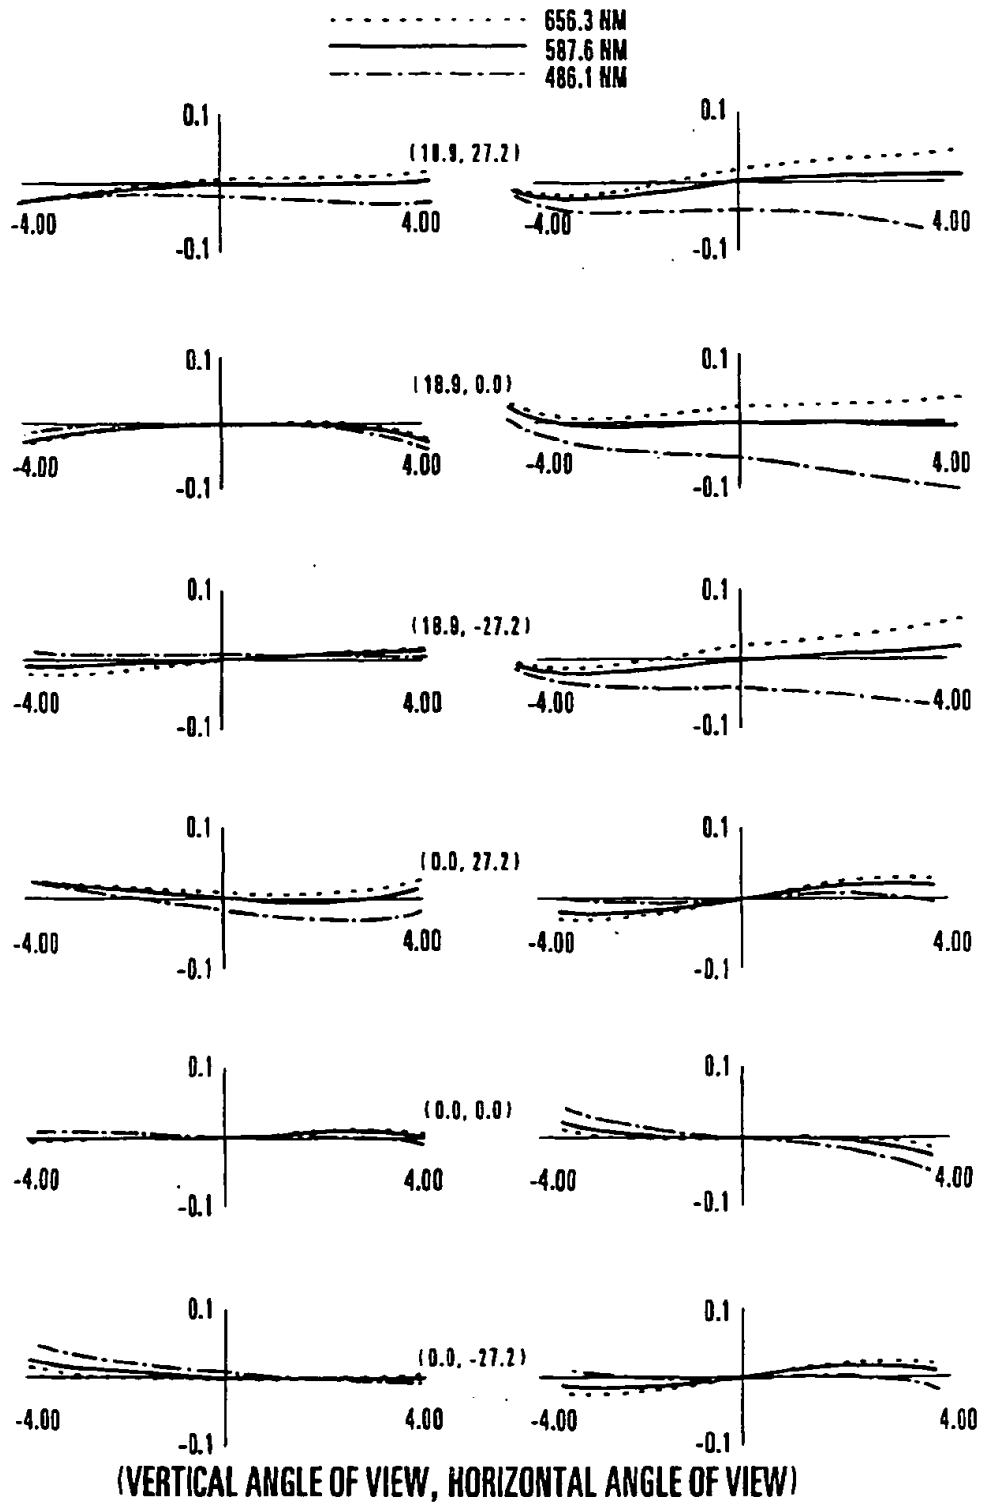 656.3 NM
587.6 NM
486.1 NM
0.1 0.1
(18.9, 27.2)
-4.00 4.00 -4.00 4.00
-0.1 -0.1
0.1 0.1
(18.9, 0.0)
-4.00 4.00 -4.00 4.00
-0.1 -0.1
0.1 0.1
(18.9, -27.2)
-4.00 4.00 -4.00 4.00
-0.1 -0.1
0.1 0.1
(0.0, 27.2)
-4.00 4.00 -4.00 4.00
-0.1 -0.1
0.1 0.1
(0.0, 0.0)
-4.00 4.00 -4.00 4.00
-0.1 -0.1
0.1 0.1
(0.0, -27.2)
-4.00 4.00 -4.00 4.00
-0.1 -0.1
(VERTICAL ANGLE OF VIEW, HORIZONTAL ANGLE OF VIEW)